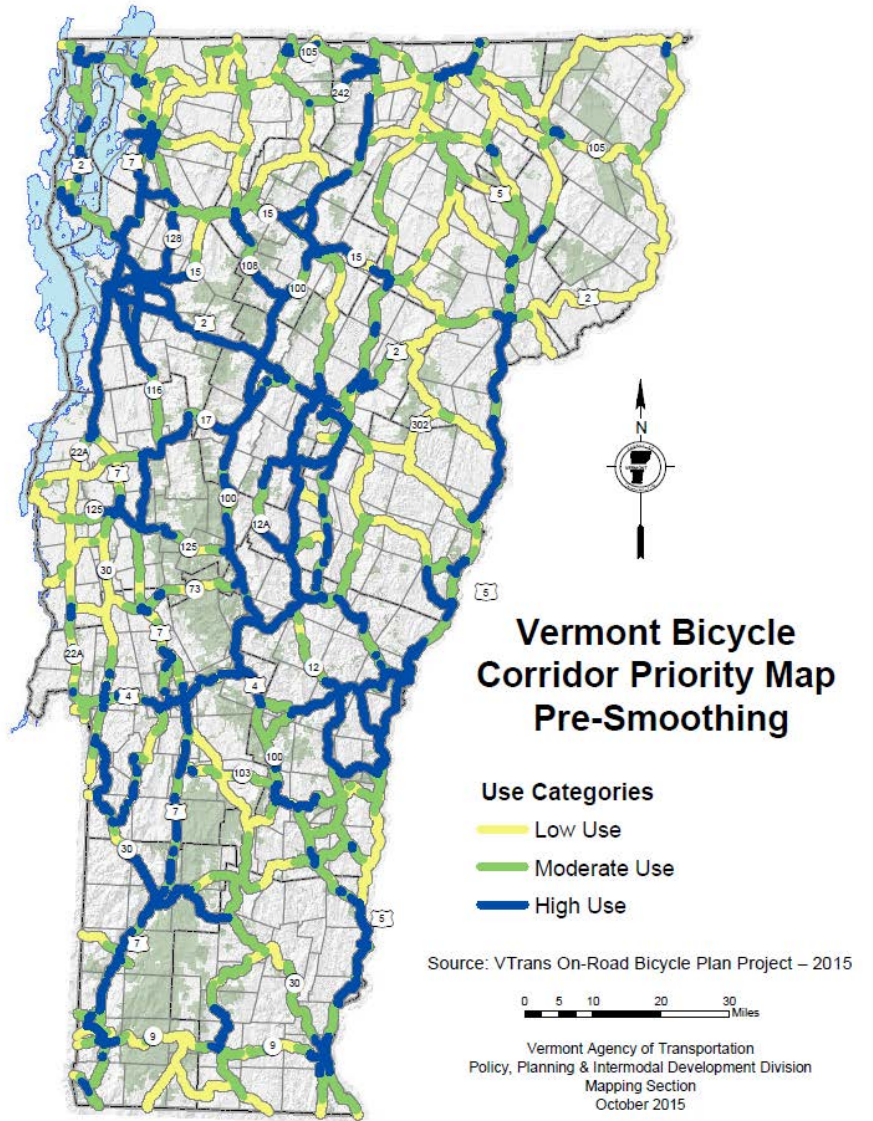 105
242
2
7
105
5
15
128
15
108
15
100
2
2
2
116
302
17
22A
7
100
125
12A
125
30
73
5
7
22A
12
4
4
100
103
7
30
5
7
30
9
9
N
Vermont Bicycle
Corridor Priority Map
Pre-Smoothing
Use Categories
Low Use
Moderate Use
High Use
Source: VTrans On-Road Bicycle Plan Project – 2015
0 5 10 20 30
Miles
Vermont Agency of Transportation
Policy, Planning & Intermodal Development Division
Mapping Section
October 2015